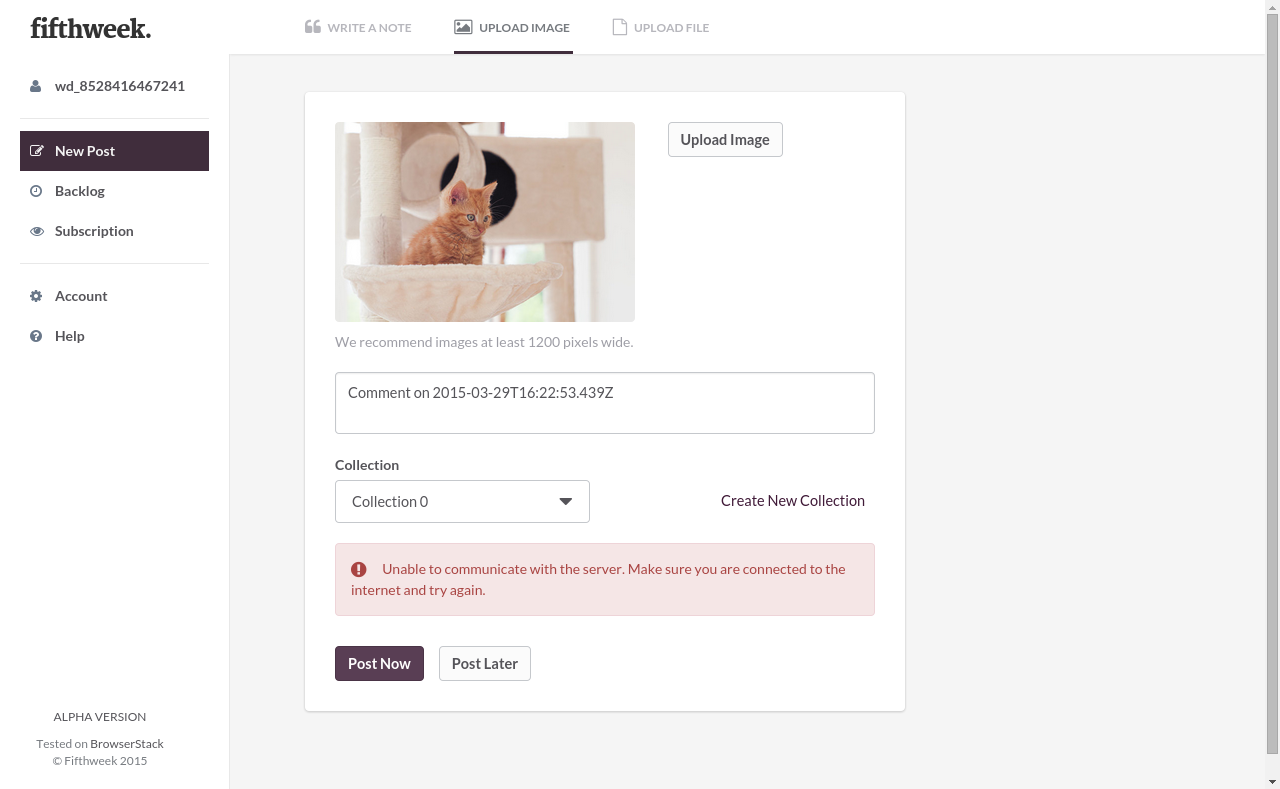 fifthweek.
WRITE A NOTE
UPLOAD IMAGE
UPLOAD FILE
wd_8528416467241
New Post
Backlog
Subscription
Account
Help
Upload Image
We recommend images at least 1200 pixels wide.
Comment on 2015-03-29T16:22:53.439Z
Collection
Collection 0
Create New Collection
Unable to communicate with the server. Make sure you are connected to the
internet and try again.
Post Now
Post Later
ALPHA VERSION
Tested on BrowserStack
© Fifthweek 2015